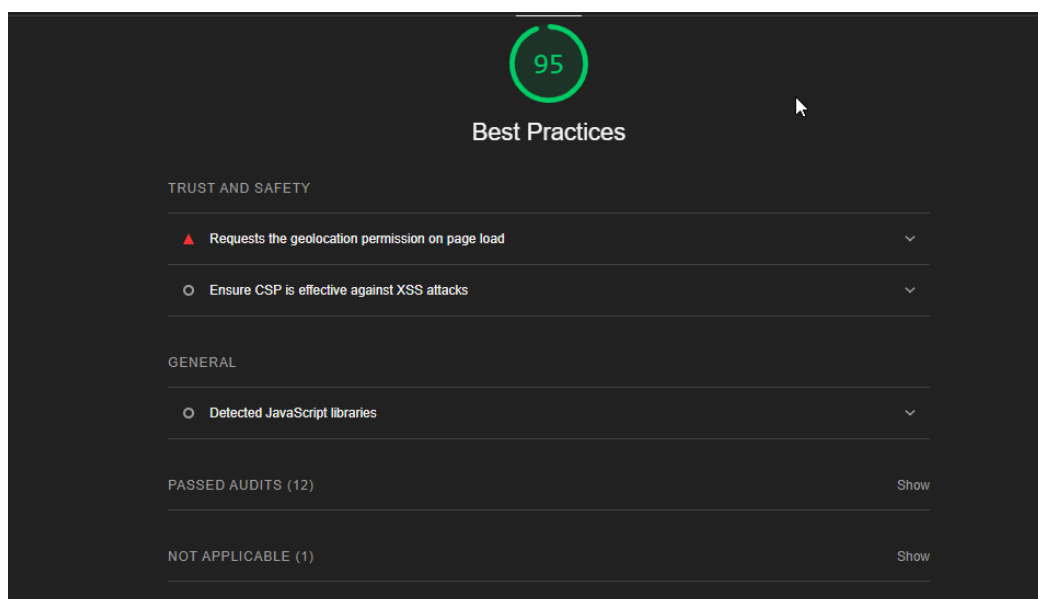 95
Best Practices
TRUST AND SAFETY
Requests the geolocation permission on page load
Ensure CSP is effective against XSS attacks
GENERAL
Detected JavaScript libraries
PASSED AUDITS (12) Show
NOT APPLICABLE (1) Show